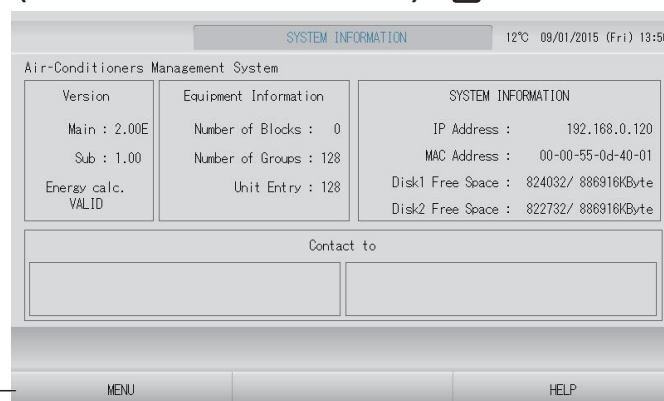 SYSTEM INFORMATION 12℃ 09/01/2015 (Fri) 13:50
Air-Conditioners Management System
Version
Main : 2.00E
Sub : 1.00
Energy calc.
VALID
Equipment Information
Number of Blocks : 0
Number of Groups : 128
Unit Entry : 128
SYSTEM INFORMATION
IP Address : 192.168.0.120
MAC Address : 00-00-55-0d-40-01
Disk1 Free Space : 824032/ 886916KByte
Disk2 Free Space : 822732/ 886916KByte
Contact to
MENU HELP